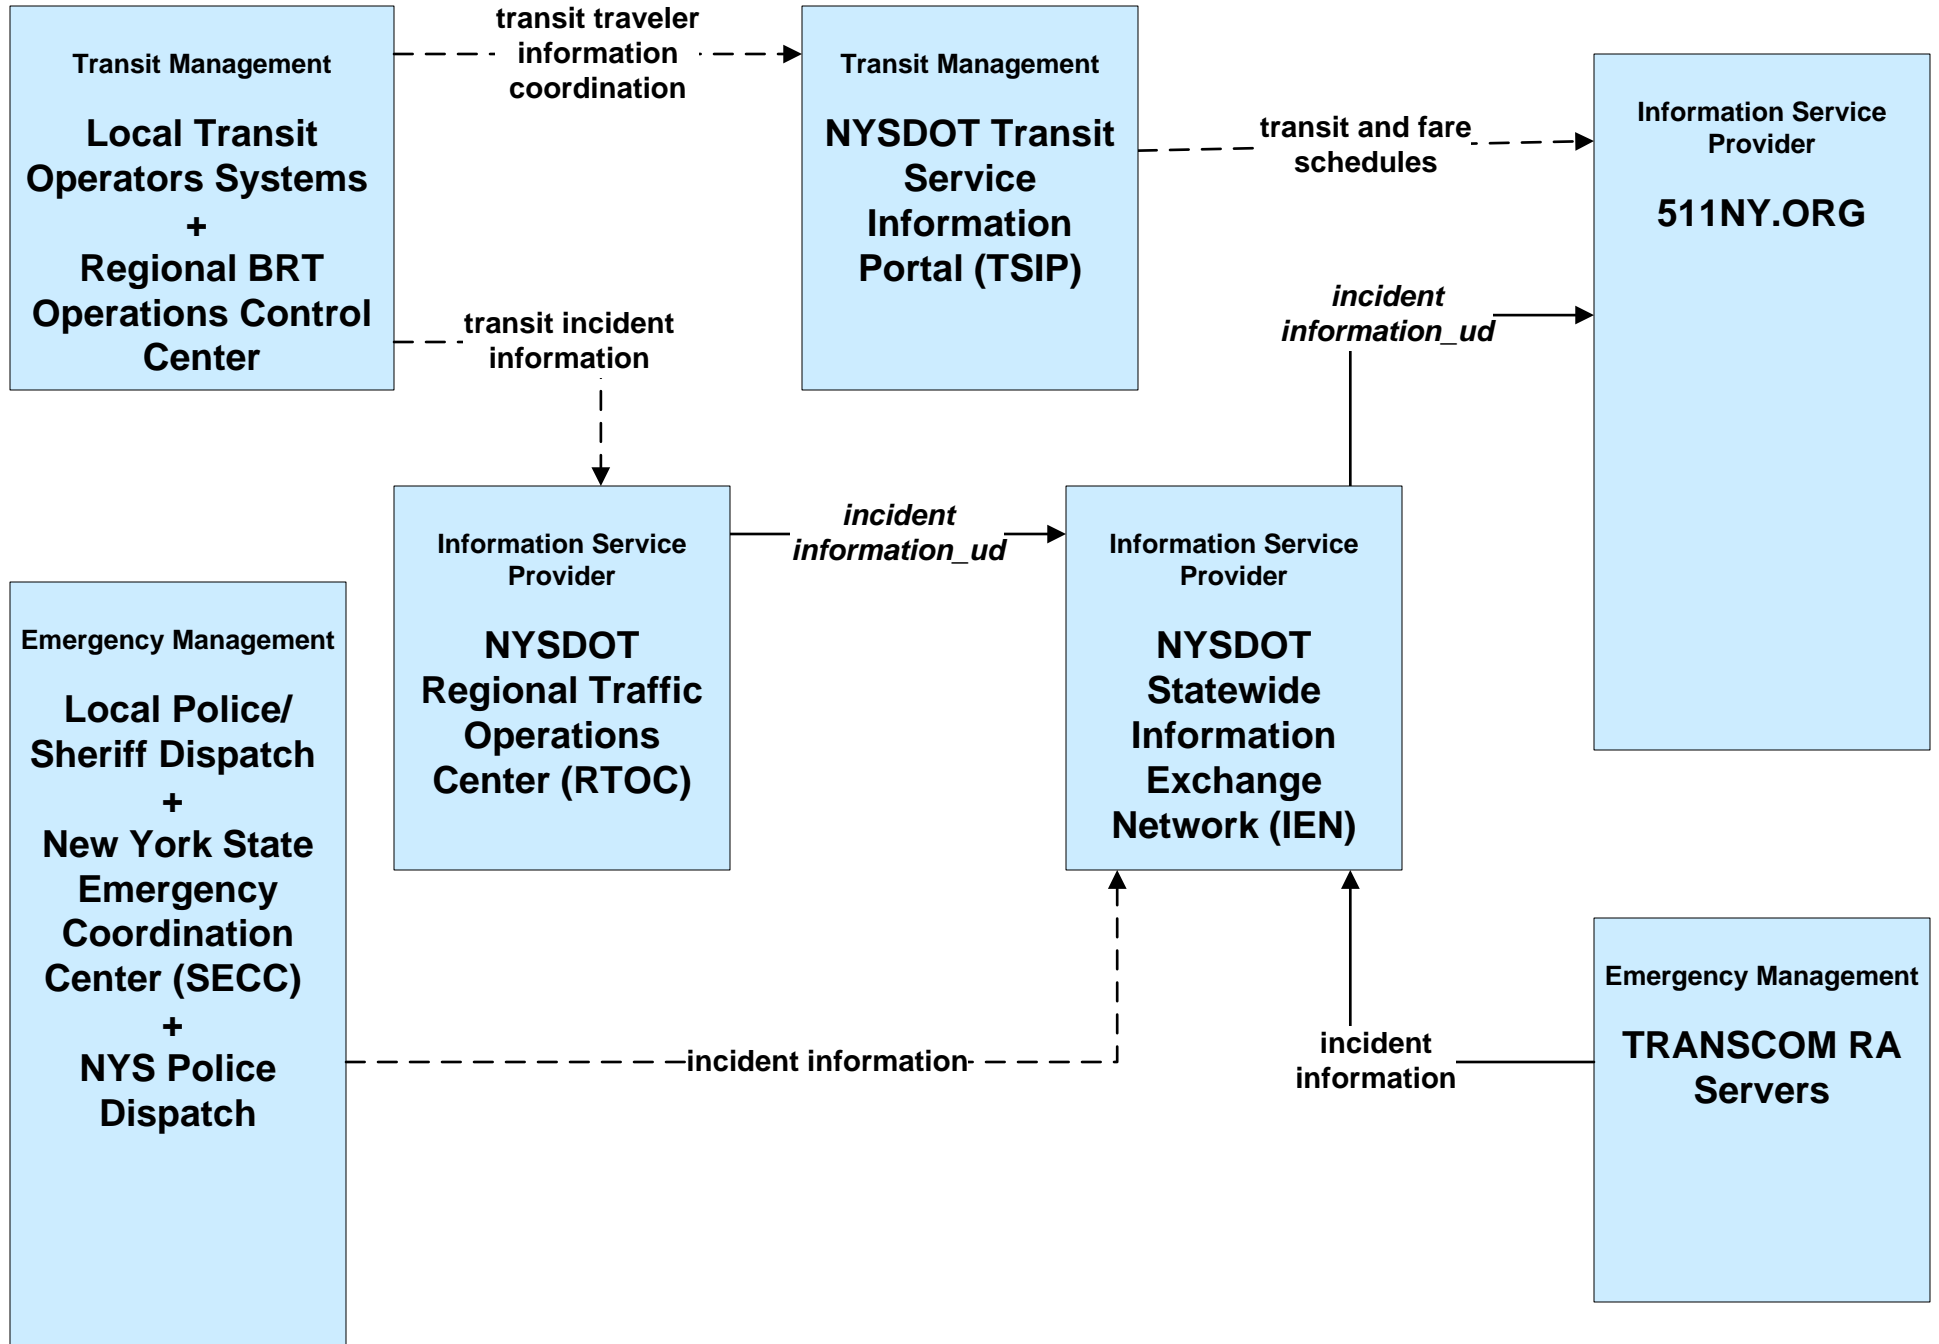 Transit Management
Local Transit
Operators Systems
+
Regional BRT
Operations Control
Center
transit traveler
information
coordination
Transit Management
NYSDOT Transit
Service
Information
Portal (TSIP)
transit and fare
schedules
Information Service
Provider
511NY.ORG
transit incident
information
incident
information_ud
Information Service
Provider
NYSDOT
Regional Traffic
Operations
Center (RTOC)
incident
information_ud
Information Service
Provider
NYSDOT
Statewide
Information
Exchange
Network (IEN)
Emergency Management
Local Police/
Sheriff Dispatch
+
New York State
Emergency
Coordination
Center (SECC)
+
NYS Police
Dispatch
incident information
incident
information
Emergency Management
TRANSCOM RA
Servers